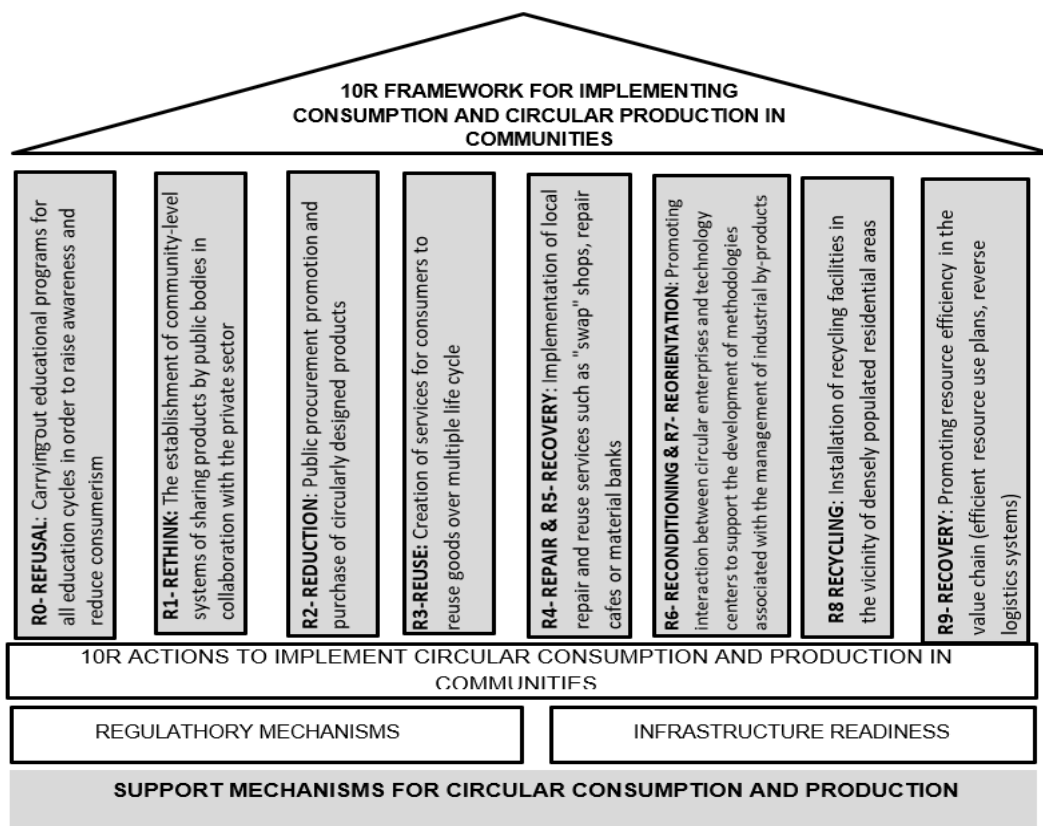 10R FRAMEWORK FOR IMPLEMENTING
CONSUMPTION AND CIRCULAR PRODUCTION IN
COMMUNITIES
R0- REFUSAL: Carrying out educational programs for
all education cycles in order to raise awareness and
reduce consumerism
R1- RETHINK: The establishment of community-level
systems of sharing products by public bodies in
collaboration with the private sector
R2- REDUCTION: Public procurement promotion and
purchase of circularly designed products
R3-REUSE: Creation of services for consumers to
reuse goods over multiple life cycle
R4- REPAIR & R5- RECOVERY: Implementation of local
repair and reuse services such as "swap" shops, repair
cafes or material banks
R6- RECONDITIONING & R7- REORIENTATION: Promoting
interaction between circular enterprises and technology
centers to support the development of methodologies
associated with the management of industrial by-products
R8 RECYCLING: Installation of recycling facilities in
the vicinity of densely populated residential areas
R9- RECOVERY: Promoting resource efficiency in the
value chain (efficient resource use plans, reverse
logistics systems)
10R ACTIONS TO IMPLEMENT CIRCULAR CONSUMPTION AND PRODUCTION IN
COMMUNITIES
REGULATHORY MECHANISMS
INFRASTRUCTURE READINESS
SUPPORT MECHANISMS FOR CIRCULAR CONSUMPTION AND PRODUCTION